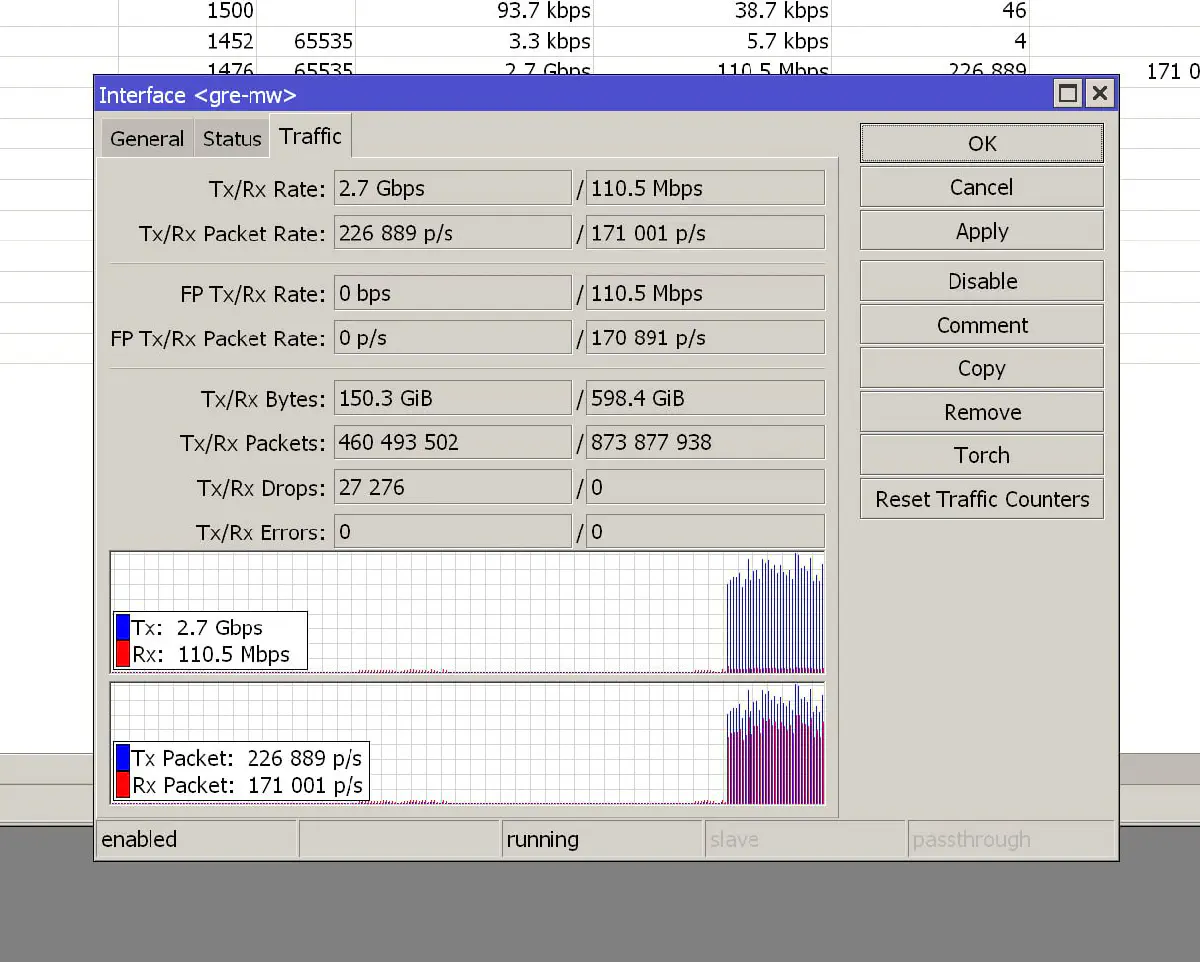 1500 93.7 kbps 38.7 kbps 46
1452 65535 3.3 kbps 5.7 kbps 4
1476 65535 2.7 Gbps 110.5 Mbps 226 889 171 0
Interface <gre-mw>
General Status Traffic
OK
Cancel
Apply
Disable
Comment
Copy
Remove
Torch
Reset Traffic Counters
Tx/Rx Rate: 2.7 Gbps / 110.5 Mbps
Tx/Rx Packet Rate: 226 889 p/s / 171 001 p/s
FP Tx/Rx Rate: 0 bps / 110.5 Mbps
FP Tx/Rx Packet Rate: 0 p/s / 170 891 p/s
Tx/Rx Bytes: 150.3 GiB / 598.4 GiB
Tx/Rx Packets: 460 493 502 / 873 877 938
Tx/Rx Drops: 27 276 / 0
Tx/Rx Errors: 0 / 0
Tx: 2.7 Gbps
Rx: 110.5 Mbps
Tx Packet: 226 889 p/s
Rx Packet: 171 001 p/s
enabled running slave passthrough